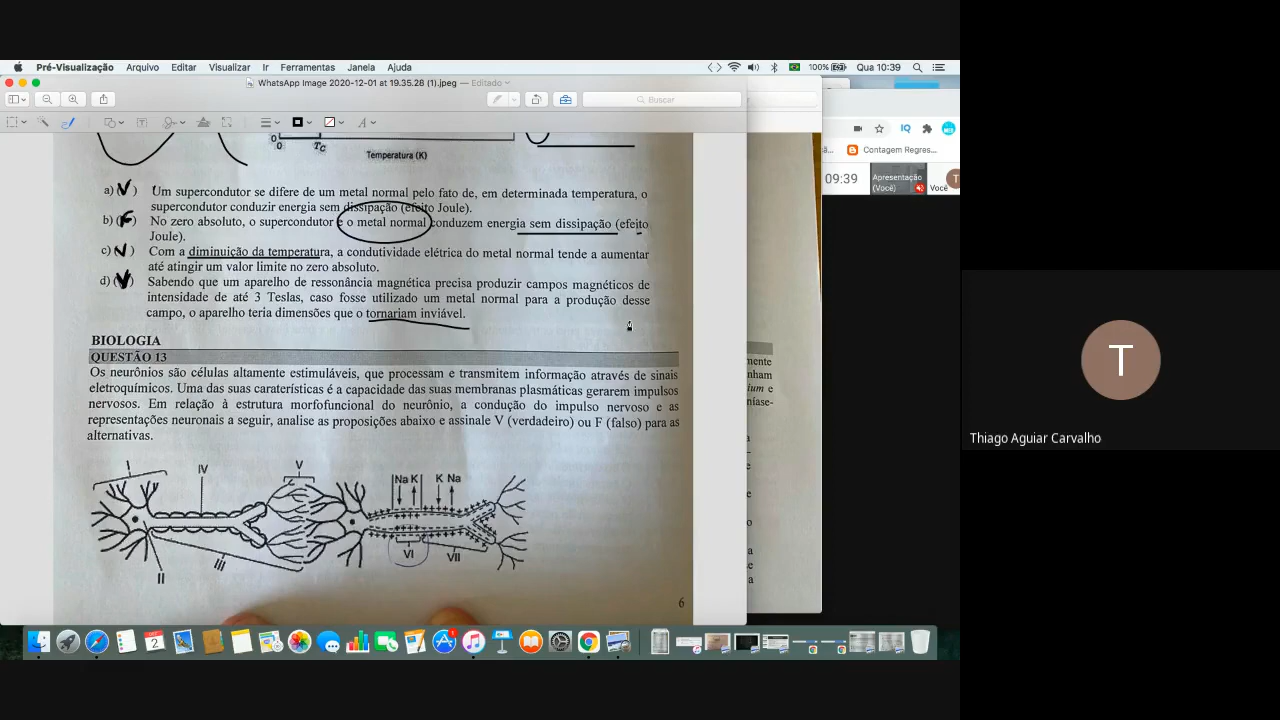 Pré-Visualização Arquivo Editar Visualizar Ir Ferramentas Janela Ajuda
100% Qua 10:39
WhatsApp Image 2020-12-01 at 19.35.28 (1).jpeg — Editado
Buscar
IQ
Contagem Regres...
09:39
Apresentação
(Você)
Você
T
0
0 Tc
Temperatura (K)
a) (V) Um supercondutor se difere de um metal normal pelo fato de, em determinada temperatura, o
supercondutor conduzir energia sem dissipação (efeito Joule).
b) (F) No zero absoluto, o supercondutor e o metal normal conduzem energia sem dissipação (efeito
Joule).
c) (V) Com a diminuição da temperatura, a condutividade elétrica do metal normal tende a aumentar
até atingir um valor limite no zero absoluto.
d) (V) Sabendo que um aparelho de ressonância magnética precisa produzir campos magnéticos de
intensidade de até 3 Teslas, caso fosse utilizado um metal normal para a produção desse
campo, o aparelho teria dimensões que o tornariam inviável.
BIOLOGIA
QUESTÃO 13
Os neurônios são células altamente estimuláveis, que processam e transmitem informação através de sinais
eletroquímicos. Uma das suas caraterísticas é a capacidade das suas membranas plasmáticas gerarem impulsos
nervosos. Em relação à estrutura morfofuncional do neurônio, a condução do impulso nervoso e as
representações neuronais a seguir, analise as proposições abaixo e assinale V (verdadeiro) ou F (falso) para as
alternativas.
I IV V Na K K Na
II III VI VII
6
mente
nham
ium e
níase-
T
Thiago Aguiar Carvalho